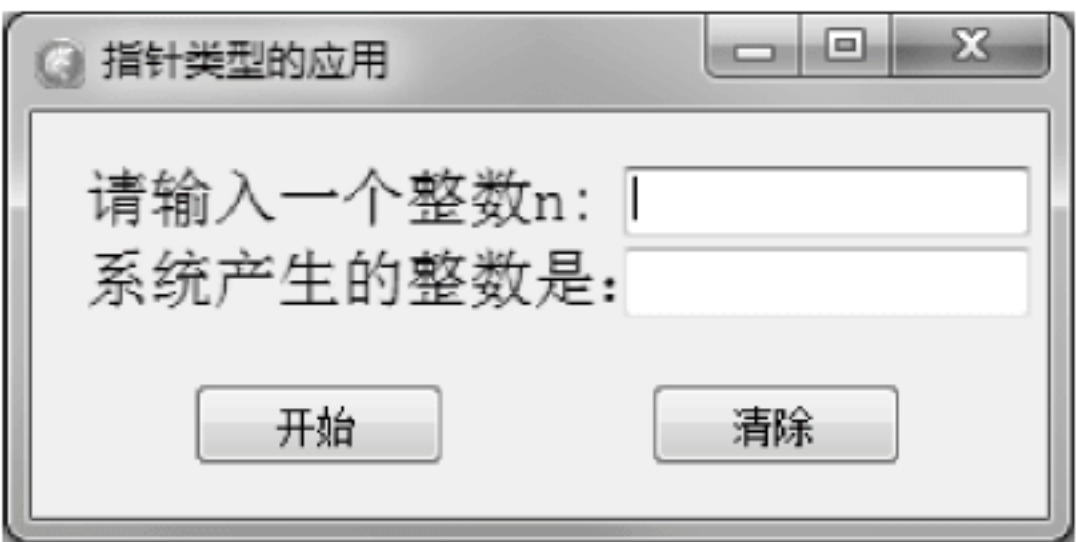 指针类型的应用
请输入一个整数n:
系统产生的整数是:
开始
清除